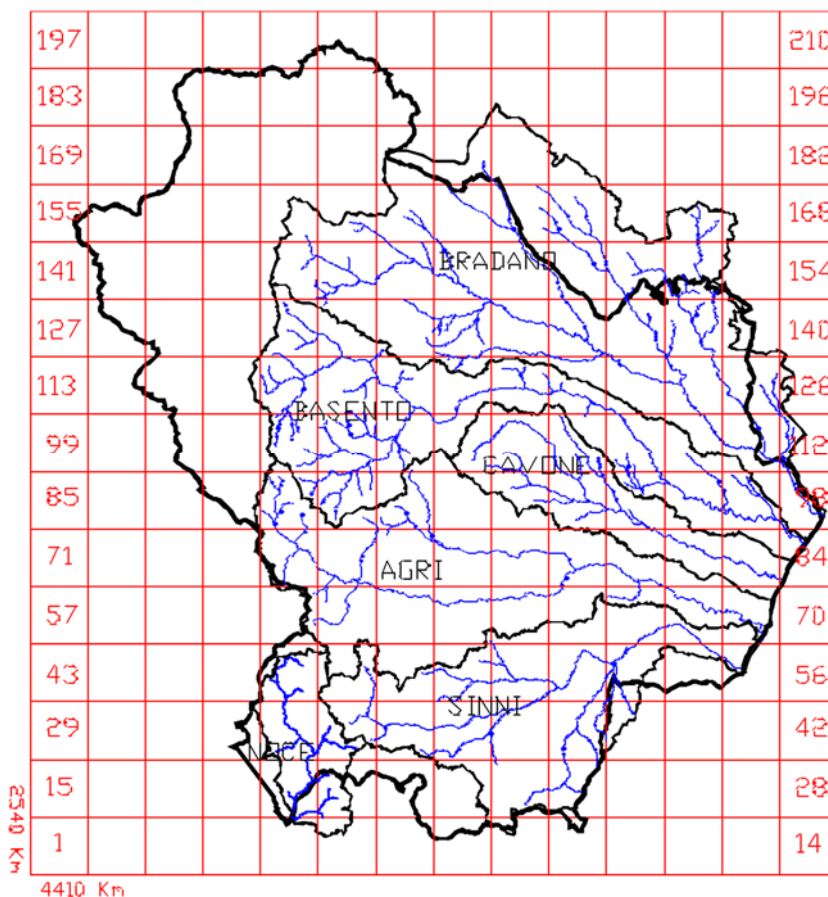 197 210
183 196
169 182
155 168
BRADANO
141 154
127 140
113 126
BASENTO
99 112
CAVONE
85 98
71 84
AGRI
57 70
43 56
SINNI
29 42
NOCE
15 28
1 14
2540 Km
4410 Km